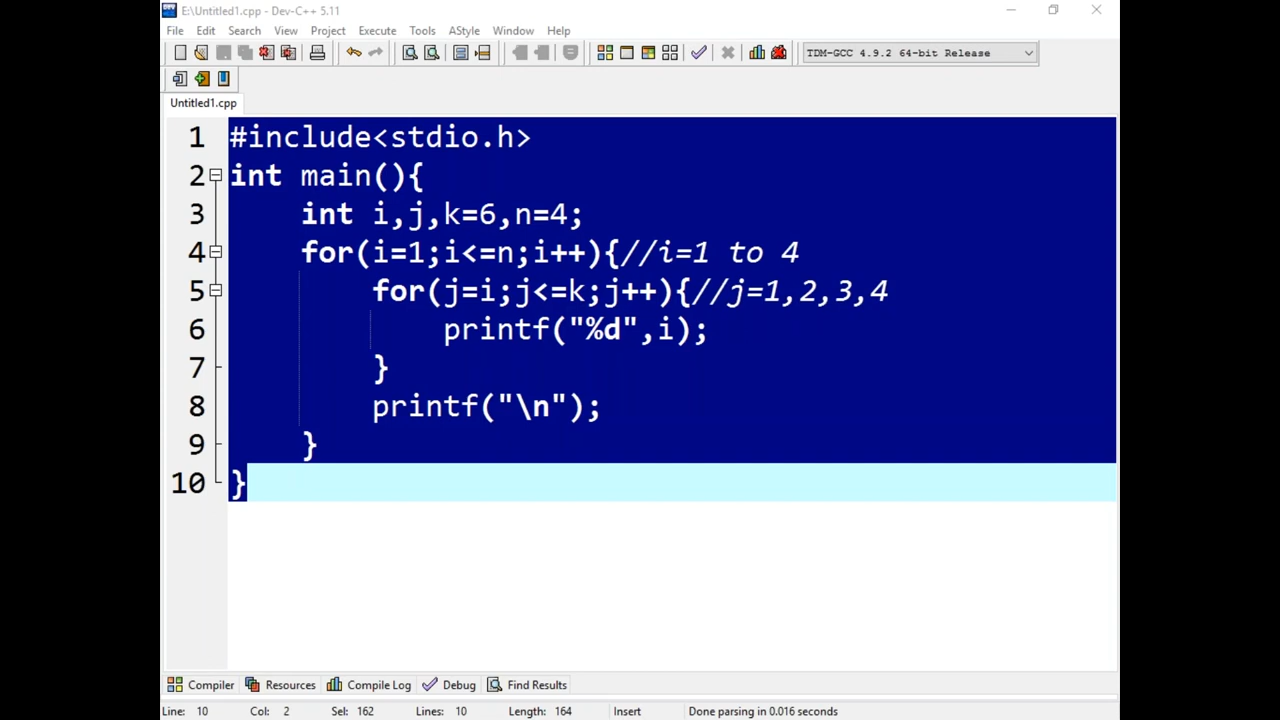 E:\Untitled1.cpp - Dev-C++ 5.11
File Edit Search View Project Execute Tools AStyle Window Help
TDM-GCC 4.9.2 64-bit Release
Untitled1.cpp
1 #include<stdio.h>
2 int main(){
3 int i,j,k=6,n=4;
4 for(i=1;i<=n;i++){//i=1 to 4
5 for(j=i;j<=k;j++){//j=1,2,3,4
6 printf("%d",i);
7 }
8 printf("\n");
9 }
10 }
Compiler Resources Compile Log Debug Find Results
Line: 10 Col: 2 Sel: 162 Lines: 10 Length: 164 Insert Done parsing in 0.016 seconds